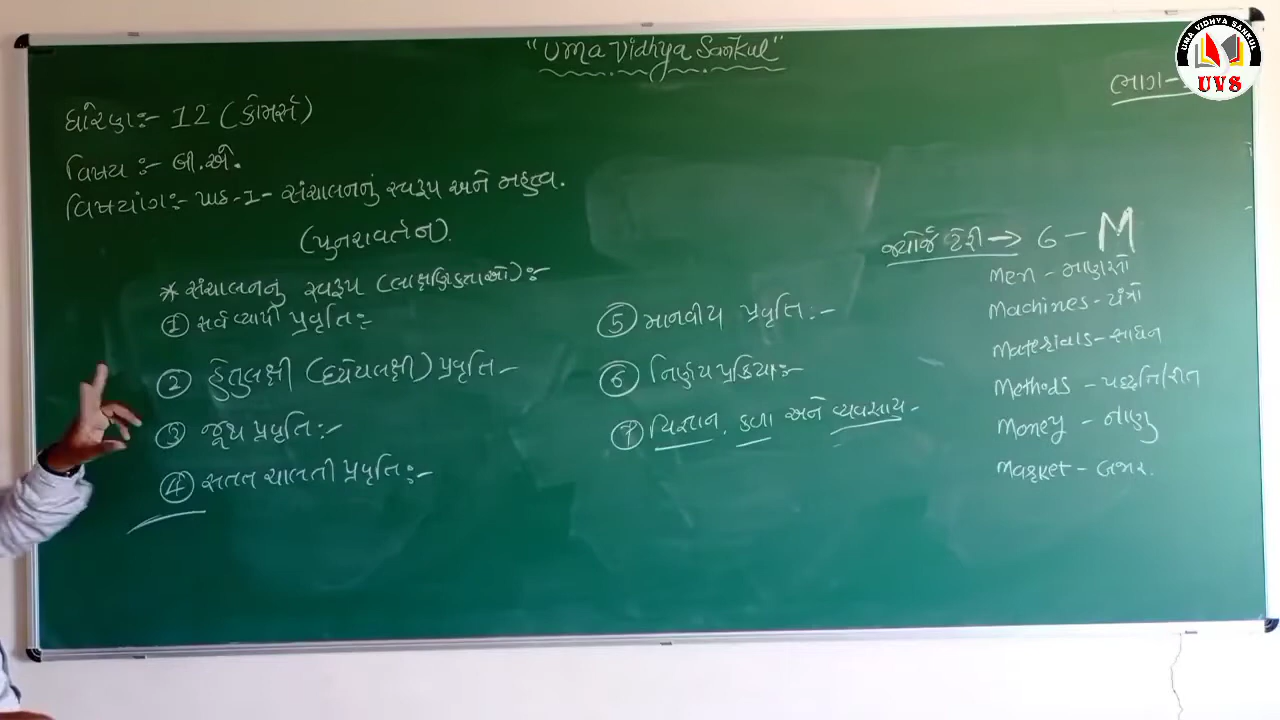 "Uma Vidhya Sankul"
UMA VIDHYA SANKUL
UVS
ભાગ-
ધોરણ:- 12 (કોમર્સ)
વિષય :- બી.એ.
વિષયાંગ:- પાઠ-1- સંચાલનનું સ્વરૂપ અને મહત્વ.
(પુનરાવર્તન).
* સંચાલનનું સ્વરૂપ (લાક્ષણિકતાઓ) :-
① સર્વવ્યાપી પ્રવૃતિ:-
② હેતુલક્ષી (ધ્યેયલક્ષી) પ્રવૃતિ -
③ જૂથ પ્રવૃતિ:-
④ સતત ચાલતી પ્રવૃતિ:-
⑤ માનવીય પ્રવૃતિ:-
⑥ નિર્ણય પ્રક્રિયા:-
⑦ વિજ્ઞાન, કળા અને વ્યવસાય -
જ્યોર્જ ટેરી → 6 - M
Men - માણસો
Machines - યંત્રો
Materials - સાધન
Methods - પદ્ધતિ/રીત
Money - નાણુ
Market - બજાર.